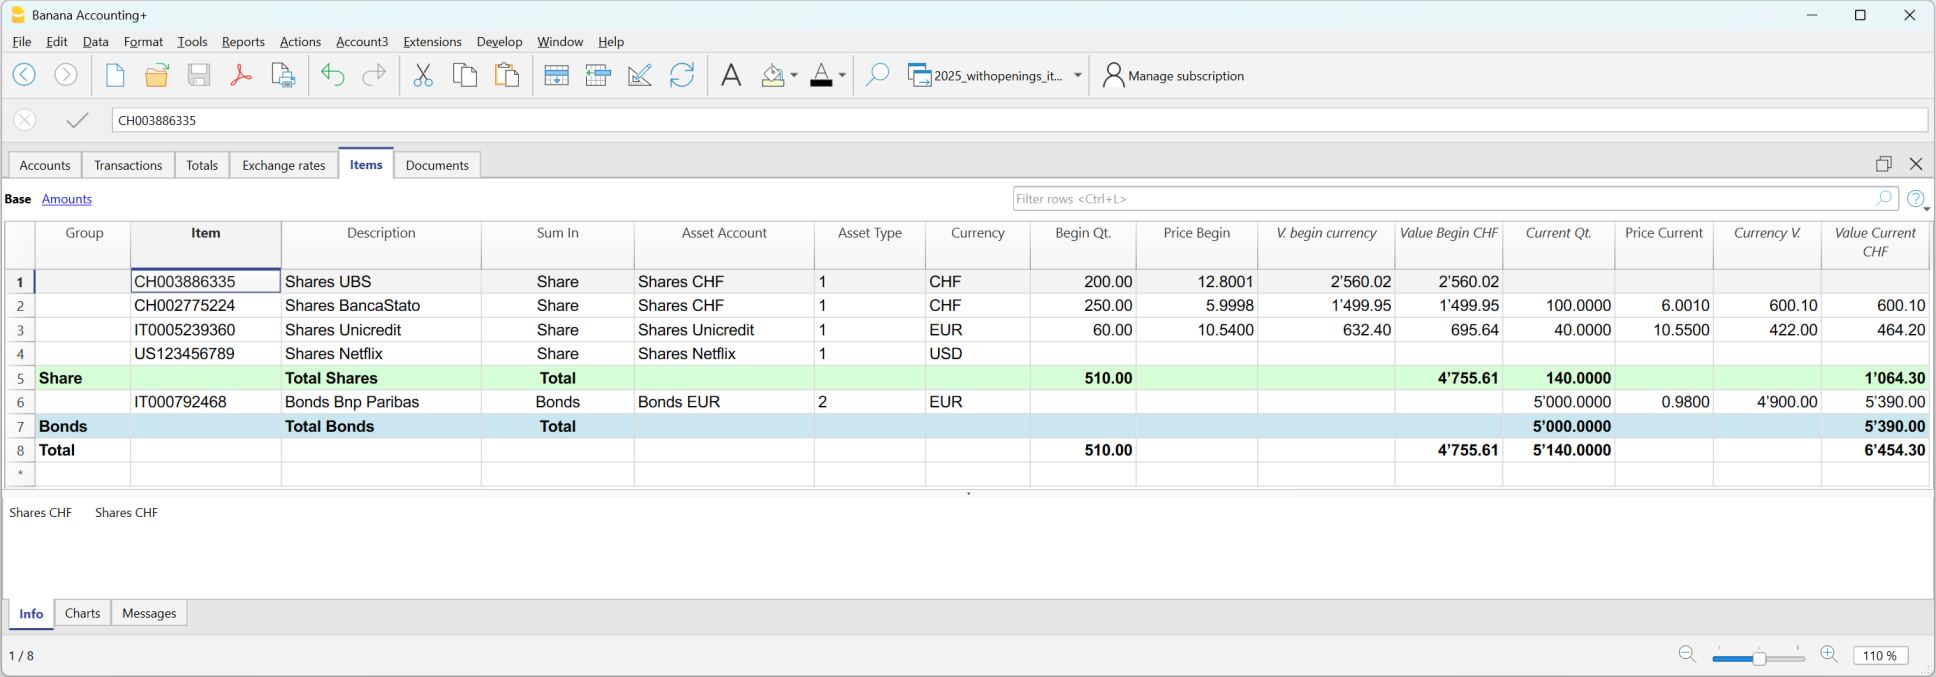 Banana Accounting+
File Edit Data Format Tools Reports Actions Account3 Extensions Develop Window Help
2025_withopenings_it... Manage subscription
CH003886335
Accounts Transactions Totals Exchange rates Items Documents
Base Amounts Filter rows <Ctrl+L>
Group Item Description Sum In Asset Account Asset Type Currency Begin Qt. Price Begin V. begin currency Value Begin CHF Current Qt. Price Current Currency V. Value Current CHF
1 CH003886335 Shares UBS Share Shares CHF 1 CHF 200.00 12.8001 2'560.02 2'560.02
2 CH002775224 Shares BancaStato Share Shares CHF 1 CHF 250.00 5.9998 1'499.95 1'499.95 100.0000 6.0010 600.10 600.10
3 IT0005239360 Shares Unicredit Share Shares Unicredit 1 EUR 60.00 10.5400 632.40 695.64 40.0000 10.5500 422.00 464.20
4 US123456789 Shares Netflix Share Shares Netflix 1 USD
5 Share Total Shares Total 510.00 4'755.61 140.0000 1'064.30
6 IT000792468 Bonds Bnp Paribas Bonds Bonds EUR 2 EUR 5'000.0000 0.9800 4'900.00 5'390.00
7 Bonds Total Bonds Total 5'000.0000 5'390.00
8 Total 510.00 4'755.61 5'140.0000 6'454.30
*
Shares CHF Shares CHF
Info Charts Messages
1 / 8 110 %